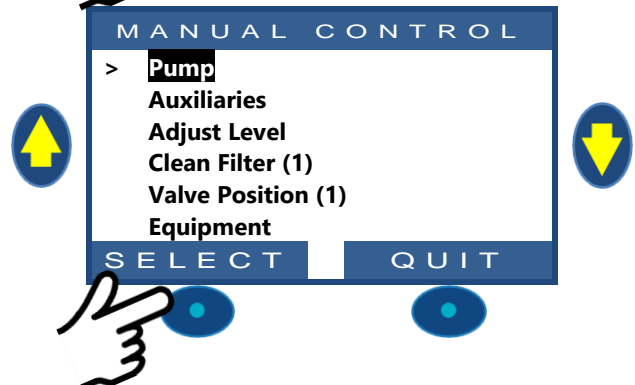 MANUAL CONTROL
> Pump
Auxiliaries
Adjust Level
Clean Filter (1)
Valve Position (1)
Equipment
SELECT QUIT